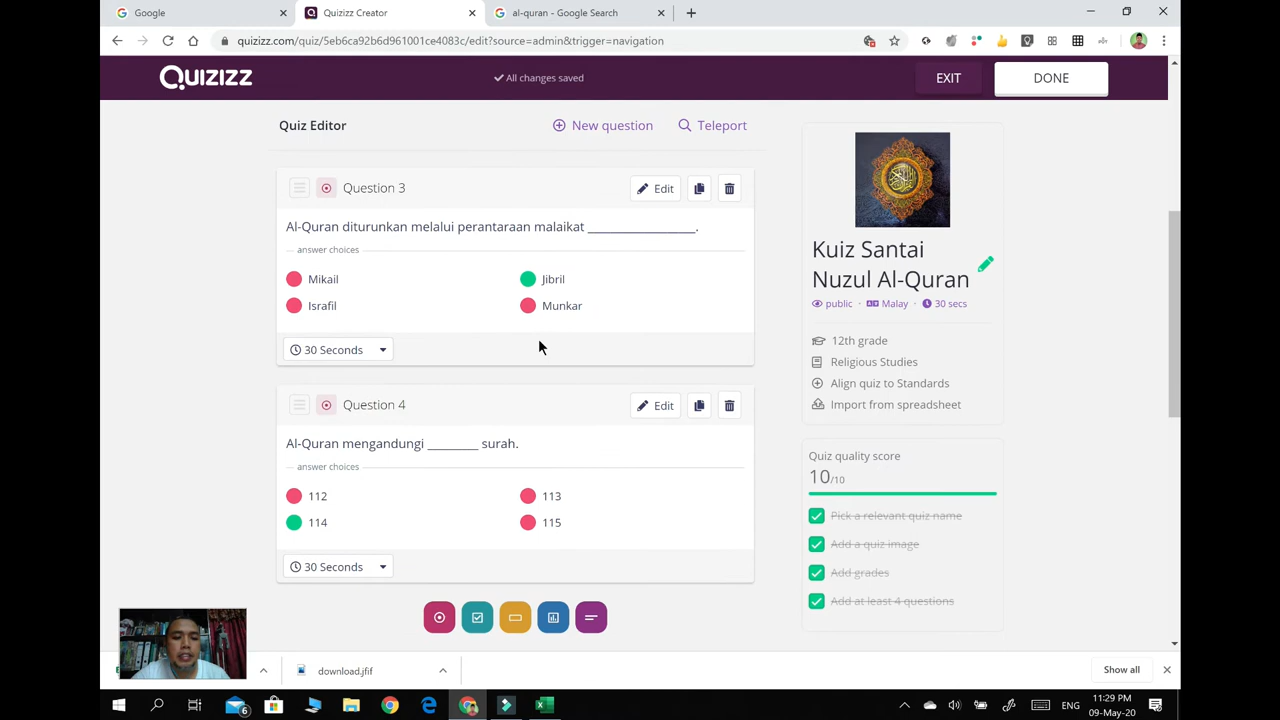 Google
Quizizz Creator
al-quran - Google Search
quizizz.com/quiz/5eb6ca92b6d961001ce4083c/edit?source=admin&trigger=navigation
QUIZIZZ
All changes saved
EXIT
DONE
Quiz Editor
New question
Teleport
Question 3
Edit
Al-Quran diturunkan melalui perantaraan malaikat _________________.
answer choices
Mikail
Jibril
Israfil
Munkar
30 Seconds
Question 4
Edit
Al-Quran mengandungi ________ surah.
answer choices
112
113
114
115
30 Seconds
Kuiz Santai
Nuzul Al-Quran
public · Malay · 30 secs
12th grade
Religious Studies
Align quiz to Standards
Import from spreadsheet
Quiz quality score
10/10
Pick a relevant quiz name
Add a quiz image
Add grades
Add at least 4 questions
download.jfif
Show all
6
ENG
11:29 PM
09-May-20